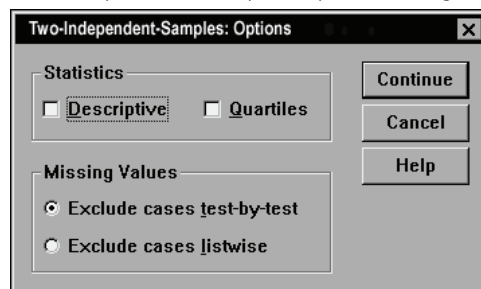 Two-Independent-Samples: Options
Statistics
Descriptive
Quartiles
Missing Values
Exclude cases test-by-test
Exclude cases listwise
Continue
Cancel
Help